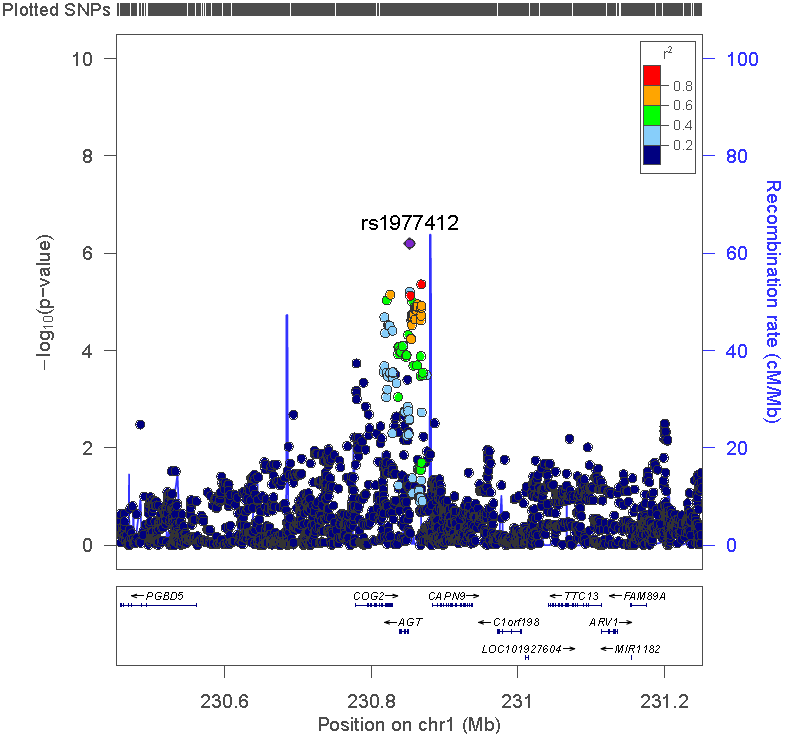 Plotted SNPs
10
8
6
4
2
0
−log10(p−value)
100
80
60
40
20
0
Recombination rate (cM/Mb)
r2
0.8
0.6
0.4
0.2
rs1977412
←PGBD5
COG2→
CAPN9→
←TTC13
←FAM89A
←AGT
←C1orf198
ARV1→
LOC101927604→
←MIR1182
230.6
230.8
231
231.2
Position on chr1 (Mb)